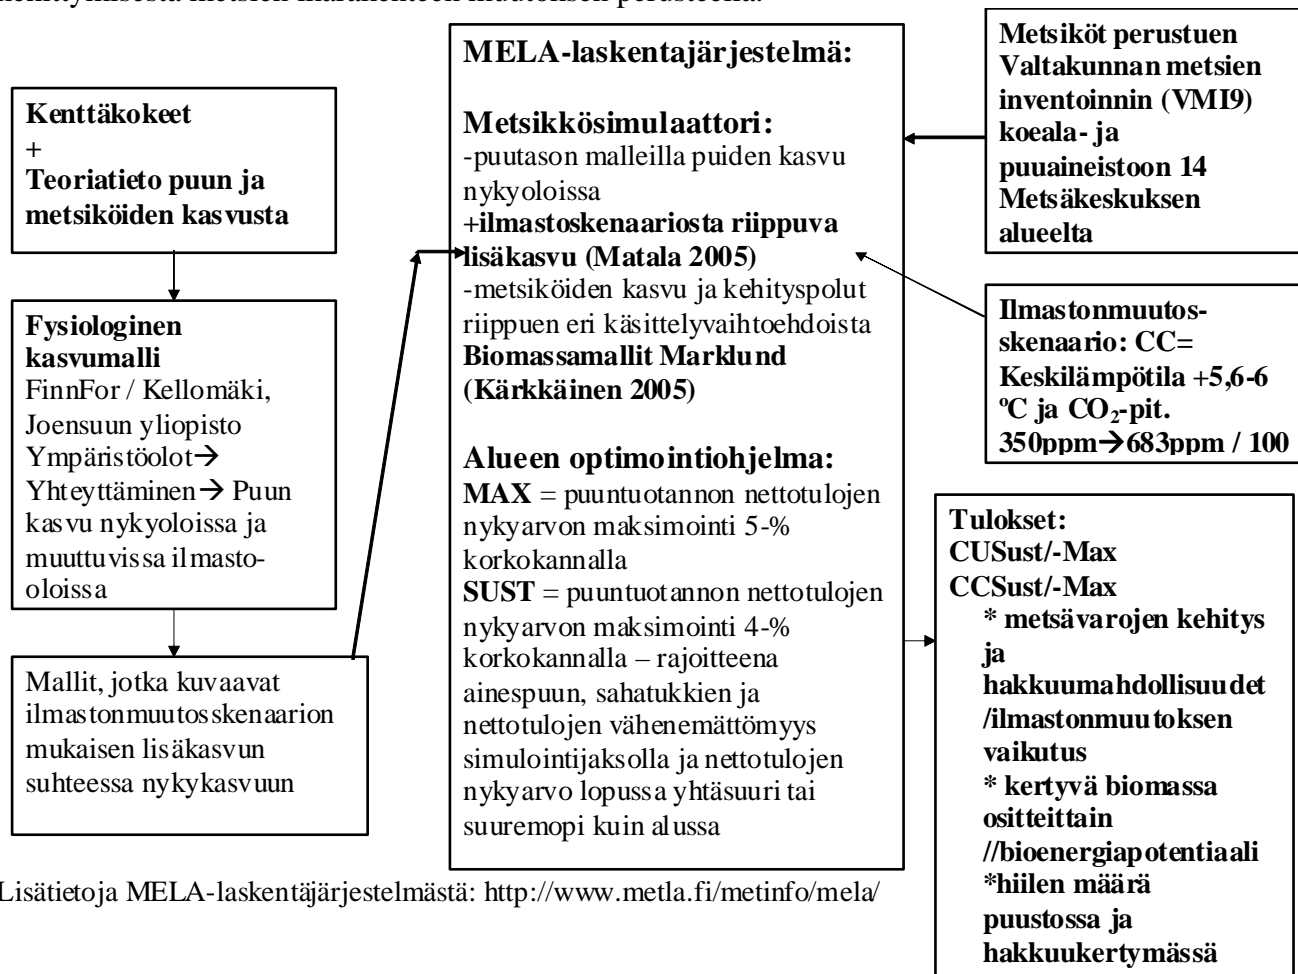 Kenttäkokeet
+
Teoriatieto puun ja
metsiköiden kasvusta
Fysiologinen
kasvumalli
FinnFor / Kellomäki,
Joensuun yliopisto
Ympäristöolot→
Yhteyttäminen→ Puun
kasvu nykyoloissa ja
muuttuvissa ilmasto-
oloissa
Mallit, jotka kuvaavat
ilmastonmuutosskenaarion
mukaisen lisäkasvun
suhteessa nykykasvuun
MELA-laskentajärjestelmä:
Metsikkösimulaattori:
-puutason malleilla puiden kasvu
nykyoloissa
+ilmastoskenaariosta riippuva
lisäkasvu (Matala 2005)
-metsiköiden kasvu ja kehityspolut
riippuen eri käsittelyvaihtoehdoista
Biomassamallit Marklund
(Kärkkäinen 2005)
Alueen optimointiohjelma:
MAX = puuntuotannon nettotulojen
nykyarvon maksimointi 5-%
korkokannalla
SUST = puuntuotannon nettotulojen
nykyarvon maksimointi 4-%
korkokannalla – rajoitteena
ainespuun, sahatukkien ja
nettotulojen vähenemättömyys
simulointijaksolla ja nettotulojen
nykyarvo lopussa yhtäsuuri tai
suuremopi kuin alussa
Metsiköt perustuen
Valtakunnan metsien
inventoinnin (VMI9)
koeala- ja
puuaineistoon 14
Metsäkeskuksen
alueelta
Ilmastonmuutos-
skenaario: CC=
Keskilämpötila +5,6-6
ºC ja CO₂-pit.
350ppm→683ppm / 100
Tulokset:
CUSust/-Max
CCSust/-Max
* metsävarojen kehitys
ja
hakkuumahdollisuudet
/ilmastonmuutoksen
vaikutus
* kertyvä biomassa
ositteittain
//bioenergiapotentiaali
*hiilen määrä
puustossa ja
hakkuukertymässä
Lisätietoja MELA-laskentäjärjestelmästä: http://www.metla.fi/metinfo/mela/